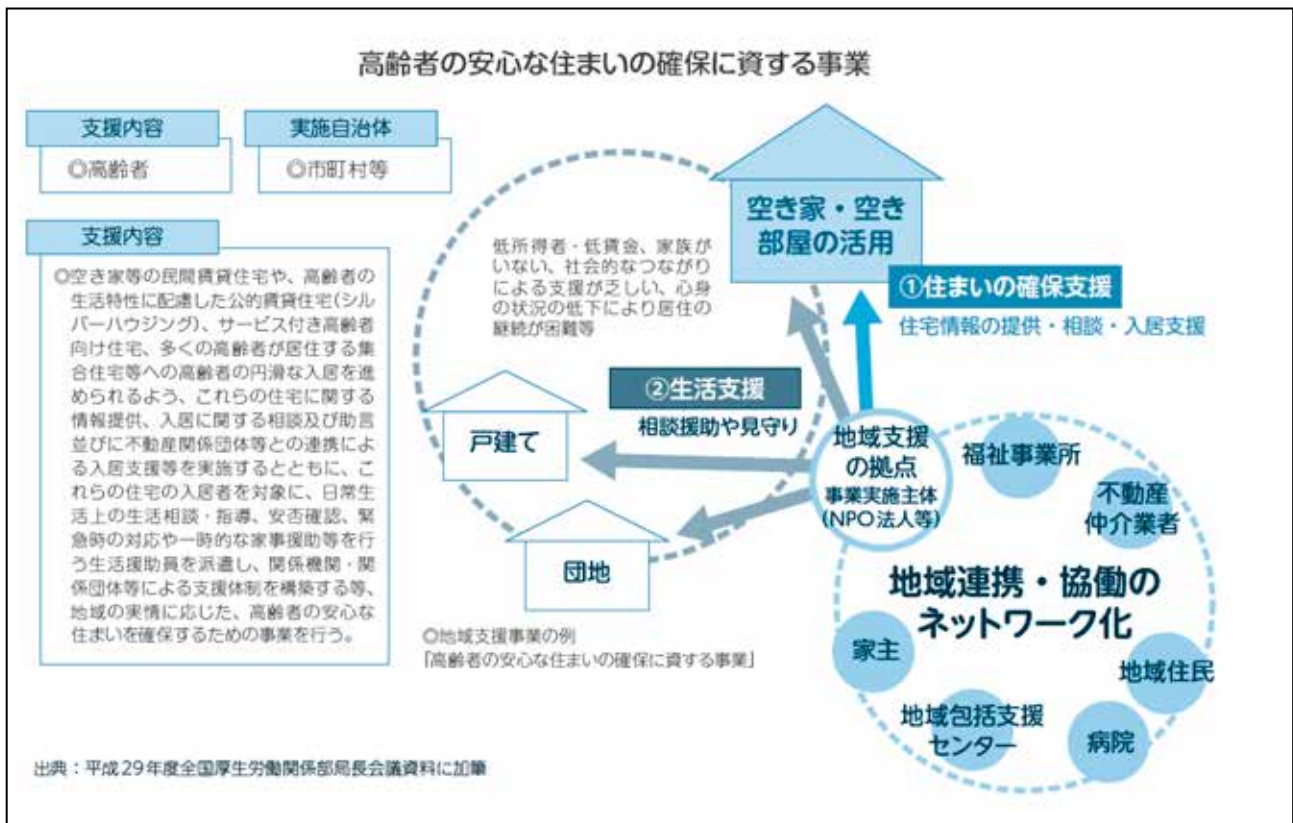 高齢者の安心な住まいの確保に資する事業
支援内容
◎高齢者
実施自治体
◎市町村等
支援内容
◎空き家等の民間賃貸住宅や、高齢者の
生活特性に配慮した公的賃貸住宅(シル
バーハウジング)、サービス付き高齢者
向け住宅、多くの高齢者が居住する集
合住宅等への高齢者の円滑な入居を進
められるよう、これらの住宅に関する
情報提供、入居に関する相談及び助言
並びに不動産関係団体等との連携によ
る入居支援等を実施するとともに、こ
れらの住宅の入居者を対象に、日常生
活上の生活相談・指導、安否確認、緊
急時の対応や一時的な家事援助等を行
う生活援助員を派遣し、関係機関・関
係団体等による支援体制を構築する等、
地域の実情に応じた、高齢者の安心な
住まいを確保するための事業を行う。
低所得者・低賃金、家族が
いない、社会的なつながり
による支援が乏しい、心身
の状況の低下により居住の
継続が困難等
空き家・空き
部屋の活用
①住まいの確保支援
住宅情報の提供・相談・入居支援
②生活支援
相談援助や見守り
戸建て
団地
地域支援
の拠点
事業実施主体
(NPO法人等)
福祉事業所
不動産
仲介業者
地域連携・協働の
ネットワーク化
家主
地域住民
地域包括支援
センター
病院
◎地域支援事業の例
「高齢者の安心な住まいの確保に資する事業」
出典：平成29年度全国厚生労働関係部局長会議資料に加筆